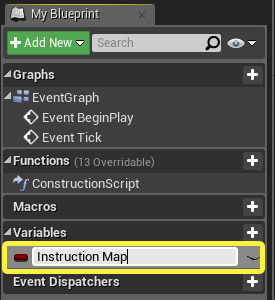 My Blueprint
Add New
Search
Graphs
EventGraph
Event BeginPlay
Event Tick
Functions (13 Overridable)
ConstructionScript
Macros
Variables
Instruction Map
Event Dispatchers